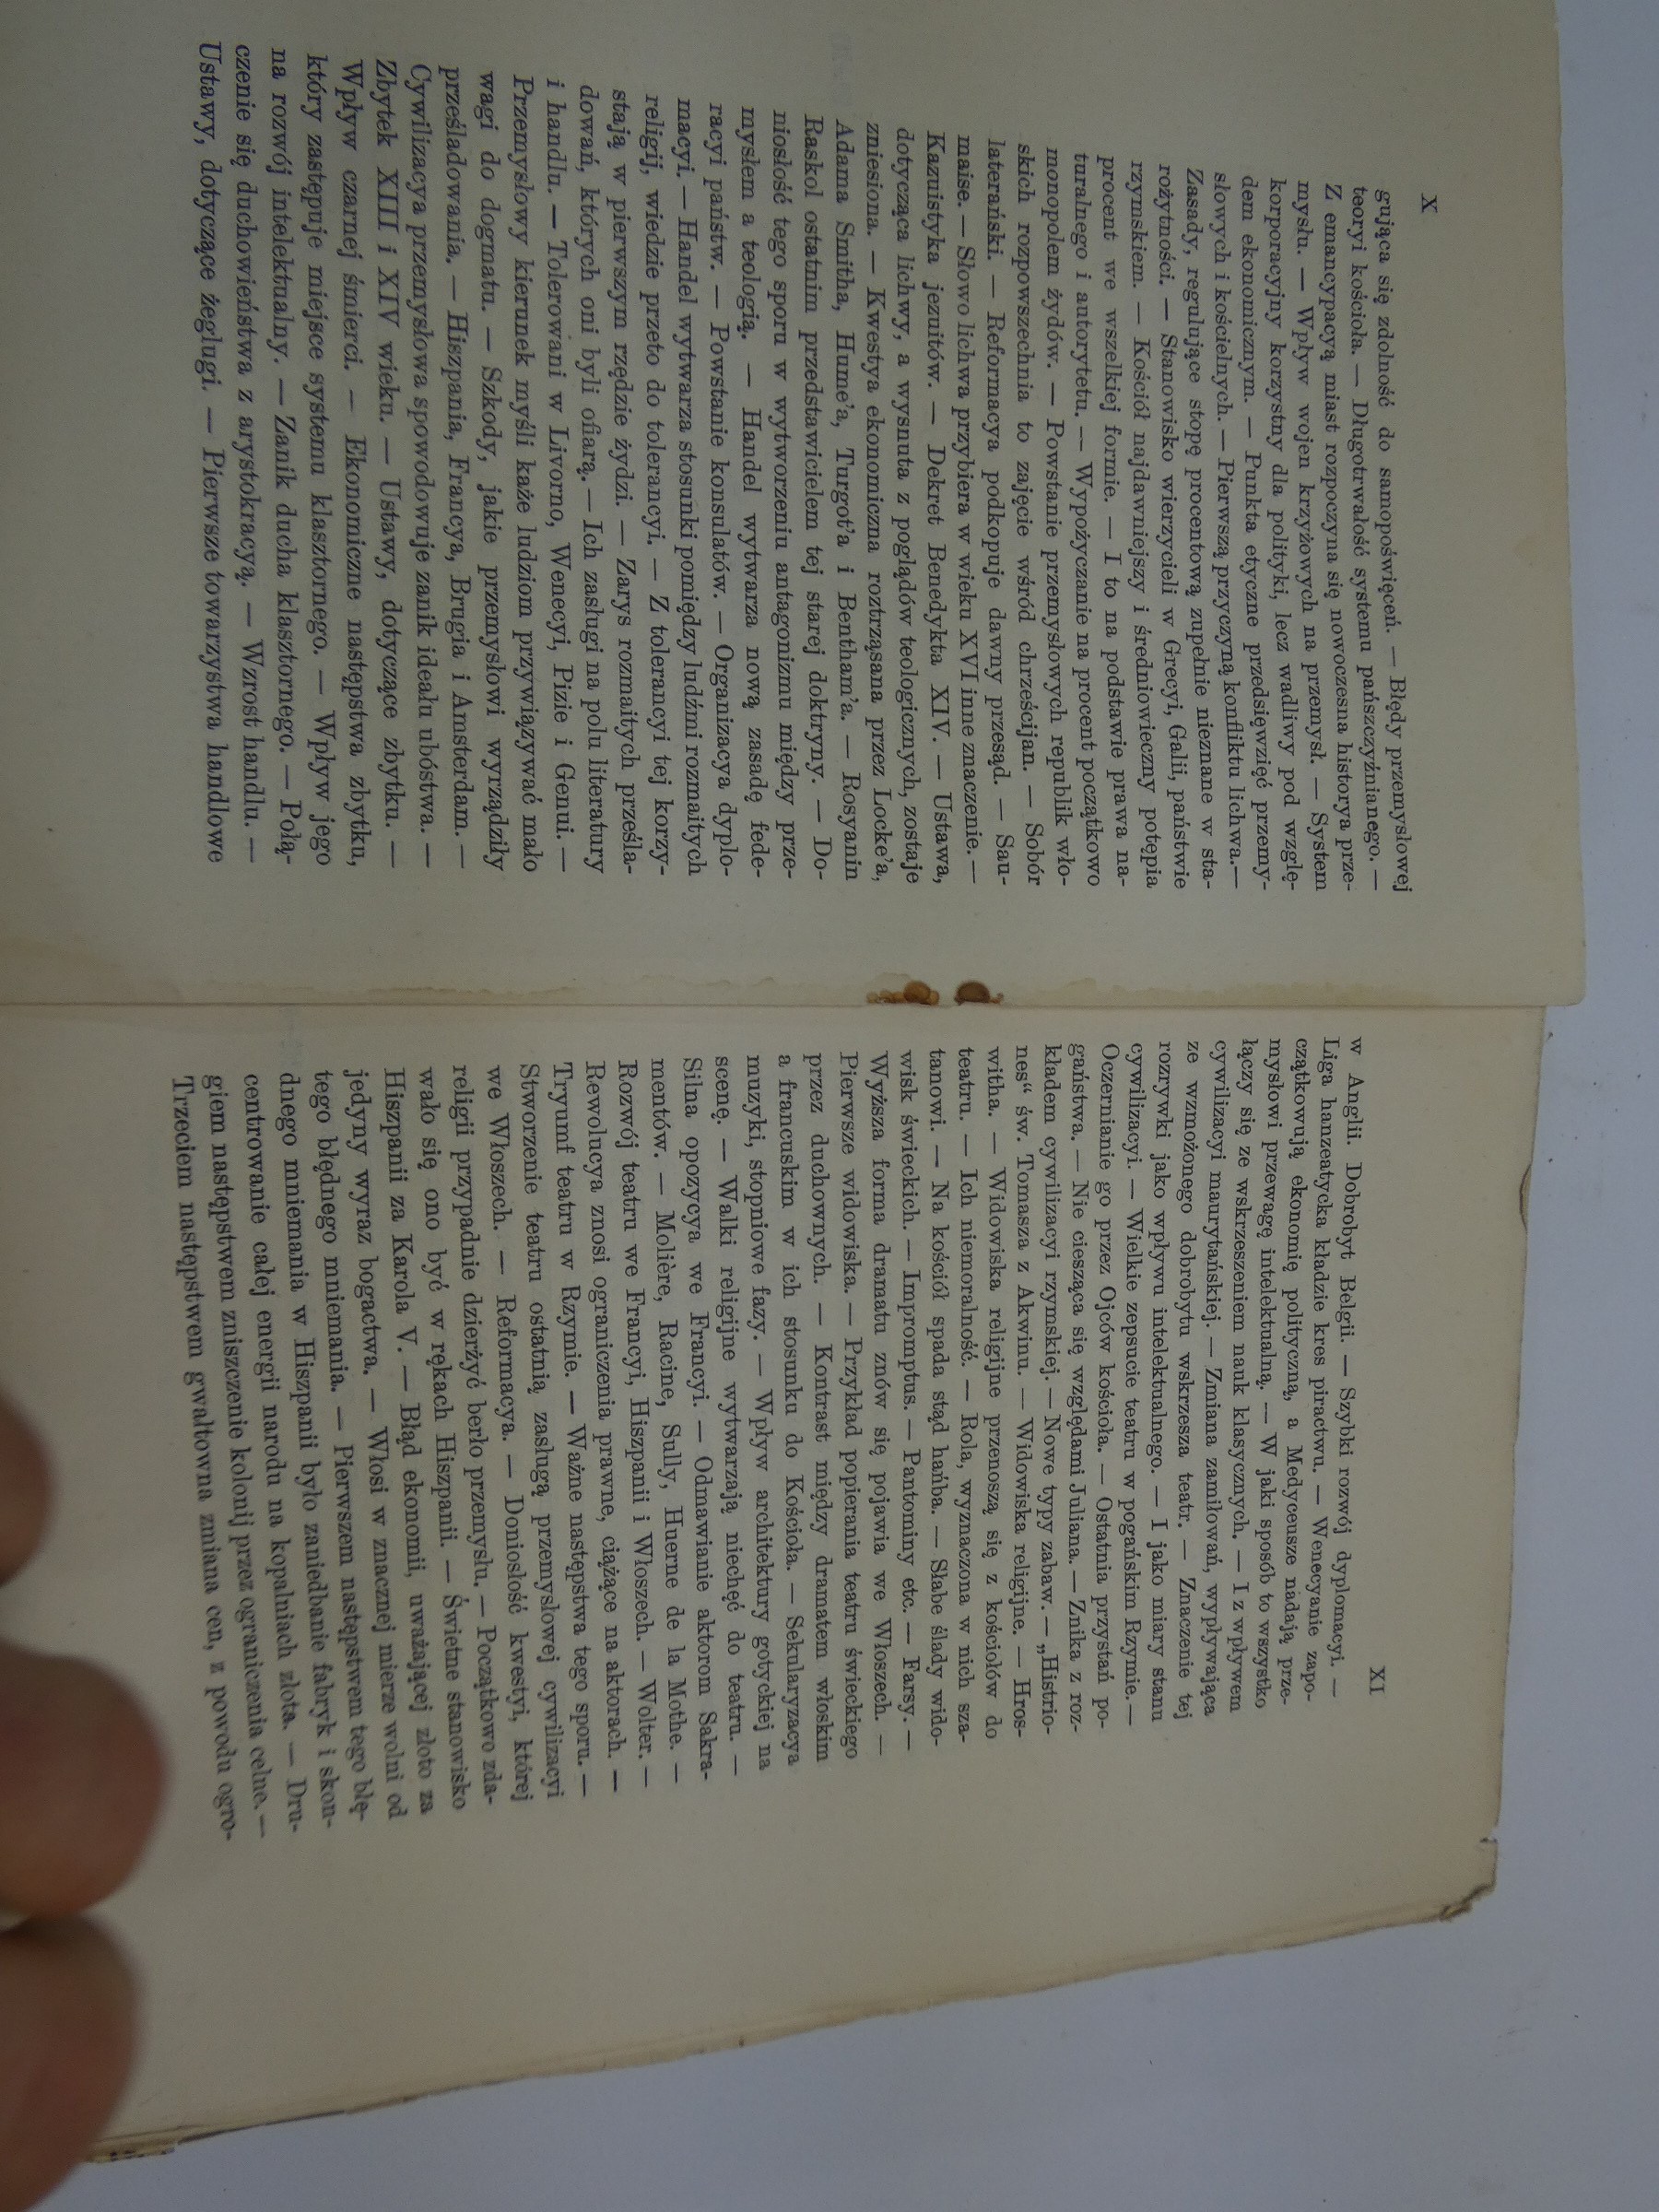 X
gująca się zdolność do samopoświęceń. — Błędy przemysłowej
teoryi kościoła. — Długotrwałość systemu pańszczyźnianego. —
Z emancypacyą miast rozpoczyna się nowoczesna historya prze-
mysłu. — Wpływ wojen krzyżowych na przemysł. — System
korporacyjny korzystny dla polityki, lecz wadliwy pod wzglę-
dem ekonomicznym. — Punkta etyczne przedsięwzięć przemy-
słowych i kościelnych. — Pierwszą przyczyną konfliktu lichwa.—
Zasady, regulujące stopę procentową zupełnie nieznane w sta-
rożytności. — Stanowisko wierzycieli w Grecyi, Galii, państwie
rzymskiem. — Kościół najdawniejszy i średniowieczny potępia
procent we wszelkiej formie. — I to na podstawie prawa na-
turalnego i autorytetu. — Wypożyczanie na procent początkowo
monopolem żydów. — Powstanie przemysłowych republik wło-
skich rozpowszechnia to zajęcie wśród chrześcijan. — Sobór
laterański. — Reformacya podkopuje dawny przesąd. — Sau-
maise. — Słowo lichwa przybiera w wieku XVI inne znaczenie. —
Kazuistyka jezuitów. — Dekret Benedykta XIV. — Ustawa,
dotycząca lichwy, a wysnuta z poglądów teologicznych, zostaje
zniesiona. — Kwestya ekonomiczna roztrząsana przez Locke'a,
Adama Smitha, Hume'a, Turgot'a i Bentham'a. — Rosyanin
Raskol ostatnim przedstawicielem tej starej doktryny. — Do-
niosłość tego sporu w wytworzeniu antagonizmu między prze-
mysłem a teologią. — Handel wytwarza nową zasadę fede-
racyi państw. — Powstanie konsulatów. — Organizacya dyplo-
macyi. — Handel wytwarza stosunki pomiędzy ludźmi rozmaitych
religij, wiedzie przeto do tolerancyi. — Z tolerancyi tej korzy-
stają w pierwszym rzędzie żydzi. — Zarys rozmaitych prześla-
dowań, których oni byli ofiarą. — Ich zasługi na polu literatury
i handlu. — Tolerowani w Livorno, Wenecyi, Pizie i Genui. —
Przemysłowy kierunek myśli każe ludziom przywiązywać mało
wagi do dogmatu. — Szkody, jakie przemysłowi wyrządziły
prześladowania. — Hiszpania, Francya, Brugia i Amsterdam. —
Cywilizacya przemysłowa spowodowuje zanik ideału ubóstwa. —
Zbytek XIII i XIV wieku. — Ustawy, dotyczące zbytku. —
Wpływ czarnej śmierci. — Ekonomiczne następstwa zbytku,
który zastępuje miejsce systemu klasztornego. — Wpływ jego
na rozwój intelektualny. — Zanik ducha klasztornego. — Połą-
czenie się duchowieństwa z arystokracyą. — Wzrost handlu. —
Ustawy, dotyczące żeglugi. — Pierwsze towarzystwa handlowe
XI
w Anglii. Dobrobyt Belgii. — Szybki rozwój dyplomacyi. —
Liga hanzeatycka kładzie kres piractwu. — Wenecyanie zapo-
czątkowują ekonomię polityczną, a Medyceusze nadają prze-
mysłowi przewagę intelektualną. — W jaki sposób to wszystko
łączy się ze wskrzeszeniem nauk klasycznych. — I z wpływem
cywilizacyi maurytańskiej. — Zmiana zamiłowań, wypływająca
ze wzmożonego dobrobytu wskrzesza teatr. — Znaczenie tej
rozrywki jako wpływu intelektualnego. — I jako miary stanu
cywilizacyi. — Wielkie zepsucie teatru w pogańskim Rzymie.—
Oczernianie go przez Ojców kościoła. — Ostatnia przystań po-
gaństwa. — Nie ciesząca się względami Juliana. — Znika z roz-
kładem cywilizacyi rzymskiej. — Nowe typy zabaw. — „Histrio-
nes“ św. Tomasza z Akwinu. — Widowiska religijne. — Hros-
witha. — Widowiska religijne przenoszą się z kościołów do
teatru. — Ich niemoralność. — Rola, wyznaczona w nich sza-
tanowi. — Na kościół spada stąd hańba. — Słabe ślady wido-
wisk świeckich. — Impromptus. — Pantominy etc. — Farsy. —
Wyższa forma dramatu znów się pojawia we Włoszech. —
Pierwsze widowiska. — Przykład popierania teatru świeckiego
przez duchownych. — Kontrast między dramatem włoskim
a francuskim w ich stosunku do Kościoła. — Sekularyzacya
muzyki, stopniowe fazy. — Wpływ architektury gotyckiej na
scenę. — Walki religijne wytwarzają niechęć do teatru. —
Silna opozycya we Francyi. — Odmawianie aktorom Sakra-
mentów. — Molière, Racine, Sully, Huerne de la Mothe. —
Rozwój teatru we Francyi, Hiszpanii i Włoszech. — Wolter. —
Rewolucya znosi ograniczenia prawne, ciążące na aktorach. —
Tryumf teatru w Rzymie. — Ważne następstwa tego sporu. —
Stworzenie teatru ostatnią zasługą przemysłowej cywilizacyi
we Włoszech. — Reformacya. — Doniosłość kwestyi, której
religii przypadnie dzierżyć berło przemysłu. — Początkowo zda-
wało się ono być w rękach Hiszpanii. — Świetne stanowisko
Hiszpanii za Karola V. — Błąd ekonomii, uważającej złoto za
jedyny wyraz bogactwa. — Włosi w znacznej mierze wolni od
tego błędnego mniemania. — Pierwszem następstwem tego błę-
dnego mniemania w Hiszpanii było zaniedbanie fabryk i skon-
centrowanie całej energii narodu na kopalniach złota. — Dru-
giem następstwem zniszczenie kolonij przez ograniczenia celne. —
Trzeciem następstwem gwałtowna zmiana cen, z powodu ogro-